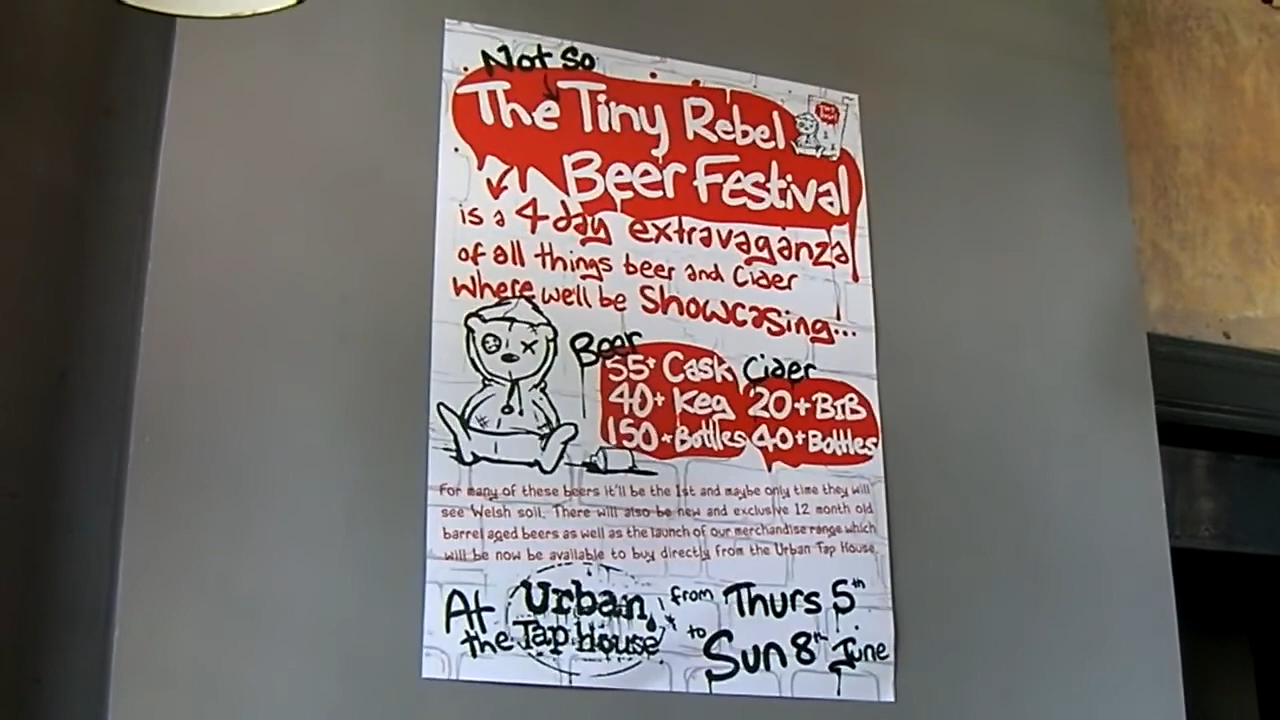 Not So
The Tiny Rebel
Beer Festival
is a 4 day extravaganza
of all things beer and Cider
where we'll be Showcasing...
Beer
55+ Cask
40+ Keg
150+ Bottles
Cider
20+ BIB
40+ Bottles
For many of these beers it'll be the 1st and maybe only time they will
see Welsh soil. There will also be new and exclusive 12 month old
barrel aged beers as well as the launch of our merchandise range which
will be now be available to buy directly from the Urban Tap House.
At the Urban Tap House
from Thurs 5th
to Sun 8th June